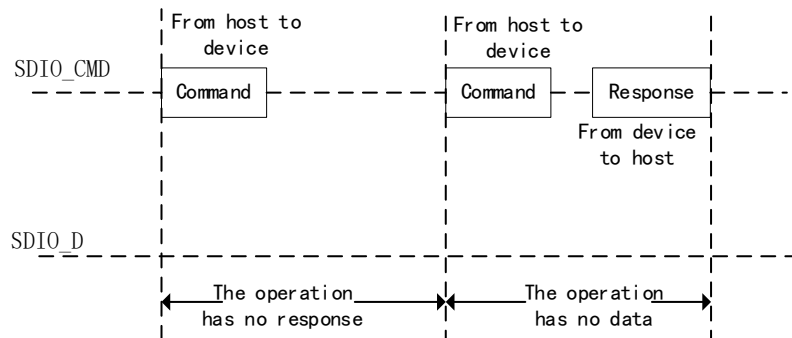 From host to
device
From host to
device
SDIO_CMD
Command
Command
Response
From device
to host
SDIO_D
The operation
has no response
The operation
has no data